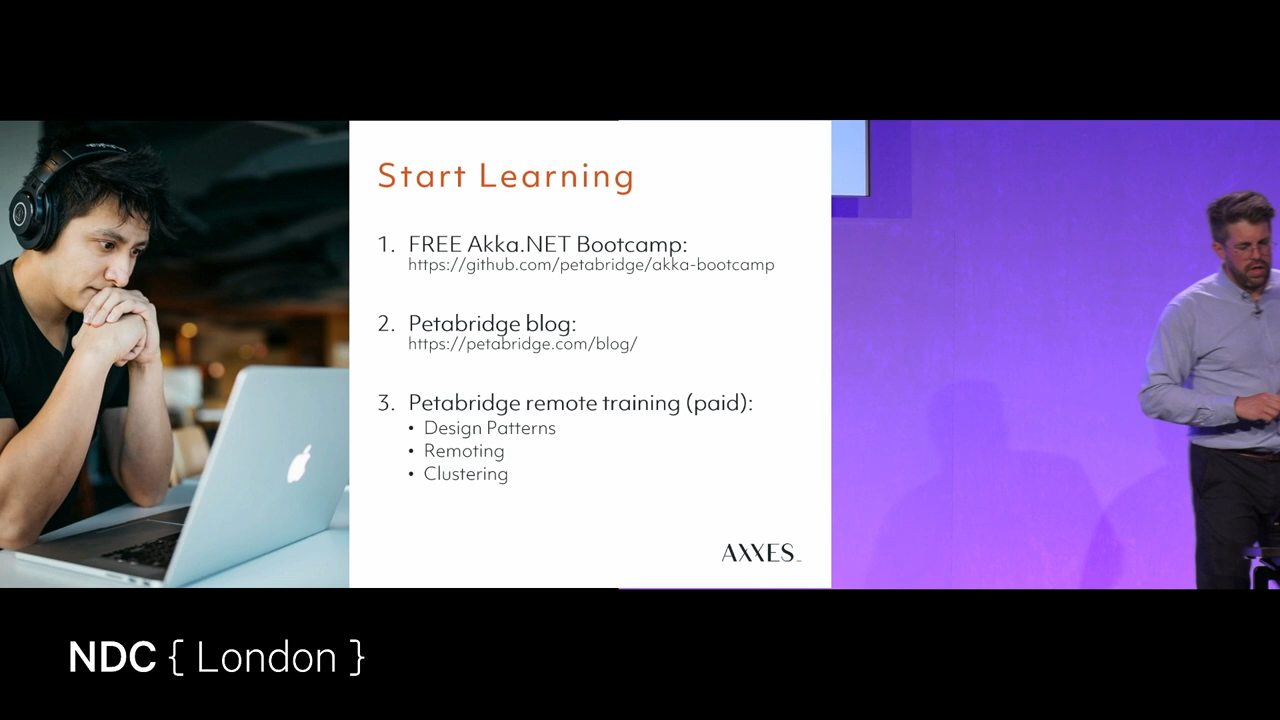 Start Learning
1. FREE Akka.NET Bootcamp:
https://github.com/petabridge/akka-bootcamp
2. Petabridge blog:
https://petabridge.com/blog/
3. Petabridge remote training (paid):
• Design Patterns
• Remoting
• Clustering
AXXES_
NDC { London }